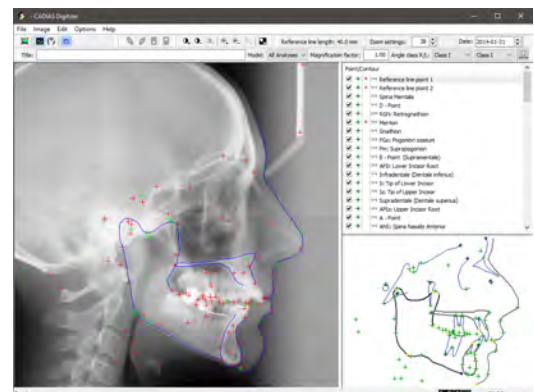 - CADIAS Digitizer
File Image Edit Options Help
Reference line length: 40.0 mm Zoom settings: 38 Date: 2014-01-31
Title: Model: All Analyses Magnification factor: 1.00 Angle class R/L: Class I Class I
Point/Contour
Reference line point 1
Reference line point 2
Spina Mentalis
D - Point
RGN: Retrognathion
Menton
Gnathion
PGo: Pogonion osseum
Pm: Suprapogonion
B - Point (Supramentale)
APDi: Lower Incisor Root
Infradentale (Dentale inferius)
Is: Tip of Lower Incisor
Is: Tip of Upper Incisor
Supradentale (Dentale superius)
APDs: Upper Incisor Root
A - Point
AnS: Spina Nasalis Anterior